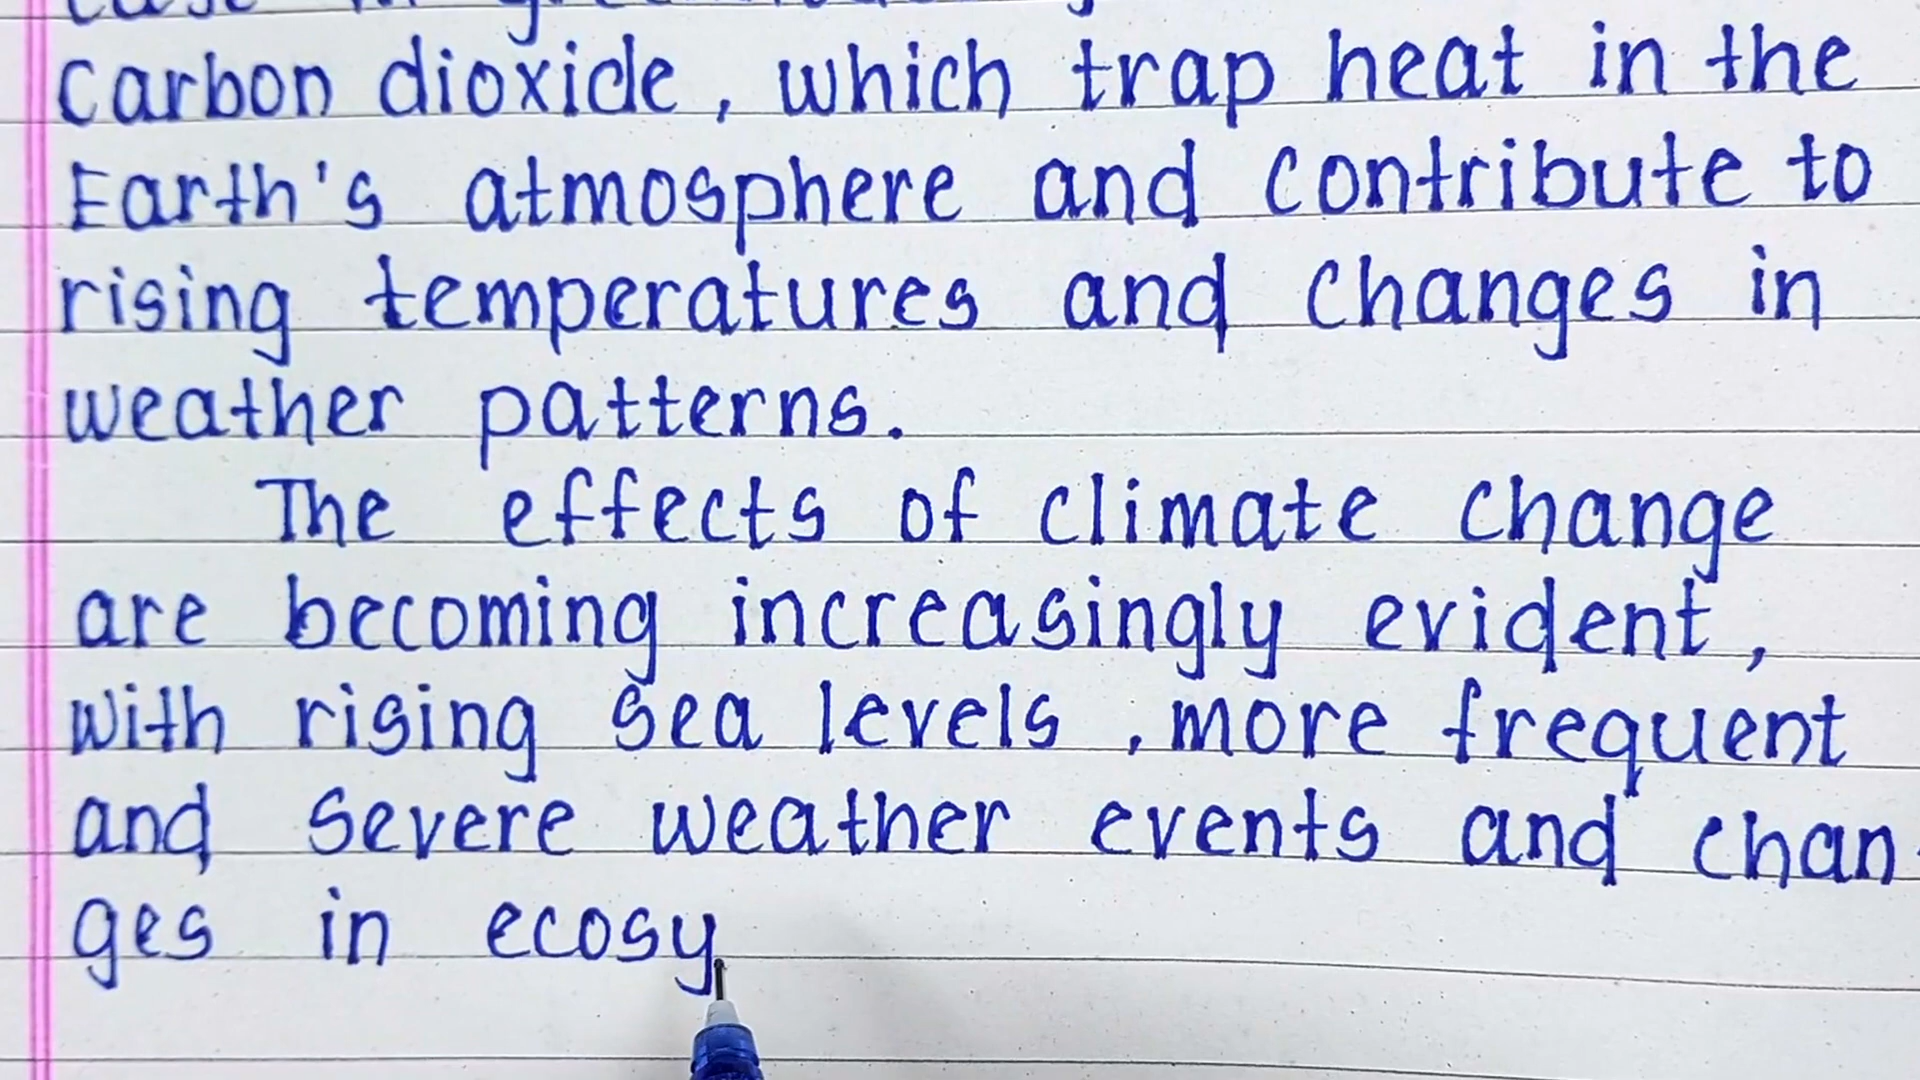 carbon dioxide, which trap heat in the
Earth's atmosphere and contribute to
rising temperatures and changes in
weather patterns.
The effects of climate change
are becoming increasingly evident,
with rising sea levels, more frequent
and severe weather events and chan-
ges in ecosy